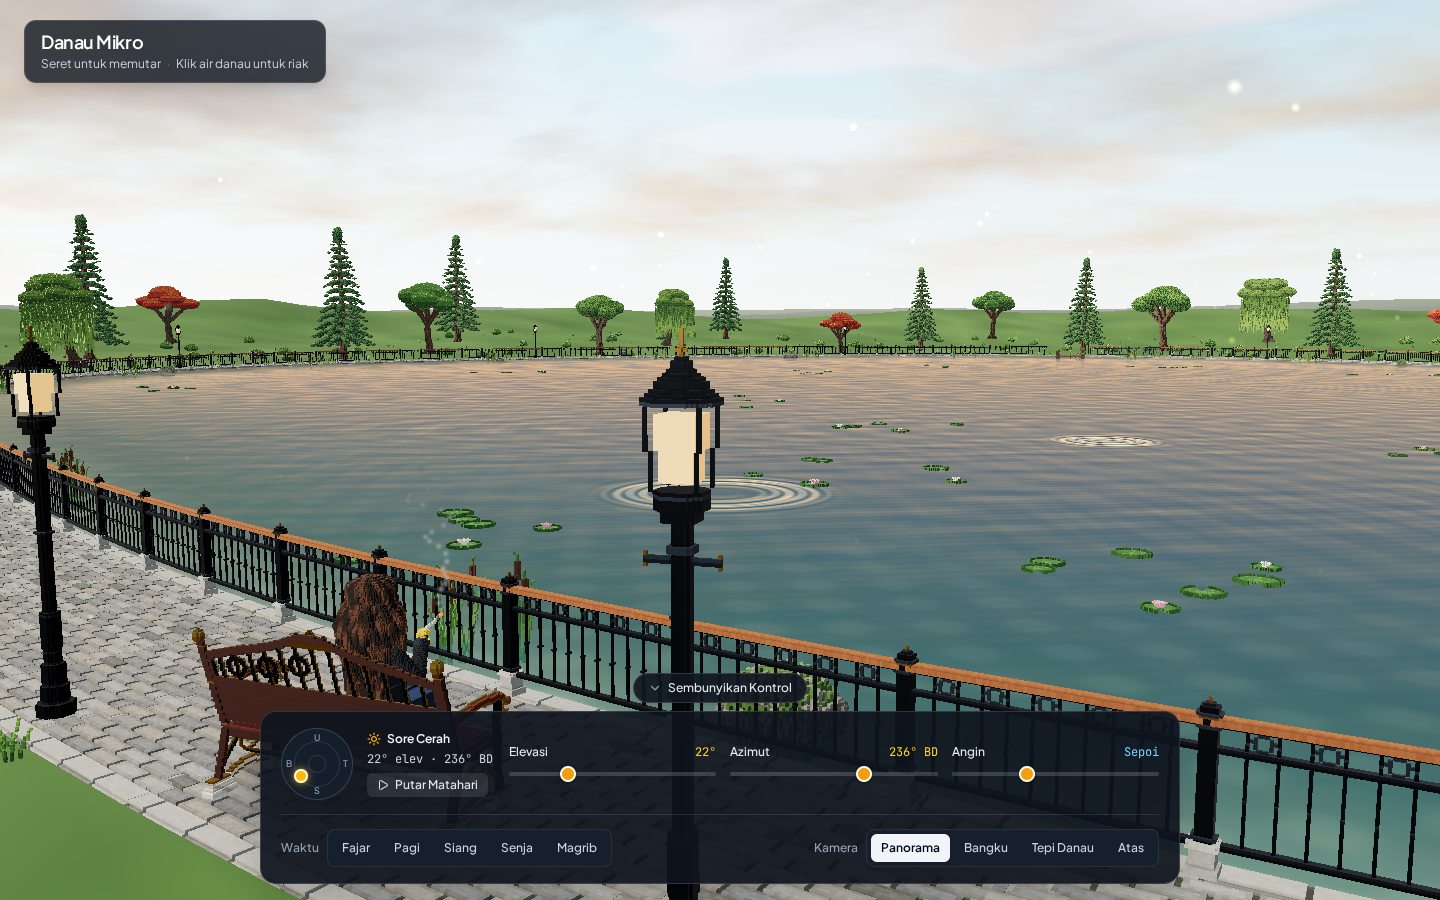 Danau Mikro
Seret untuk memutar · Klik air danau untuk riak
Sembunyikan Kontrol
U
B
T
S
Sore Cerah
22° elev · 236° BD
Putar Matahari
Elevasi
22°
Azimut
236° BD
Angin
Sepoi
Waktu
Fajar
Pagi
Siang
Senja
Magrib
Kamera
Panorama
Bangku
Tepi Danau
Atas